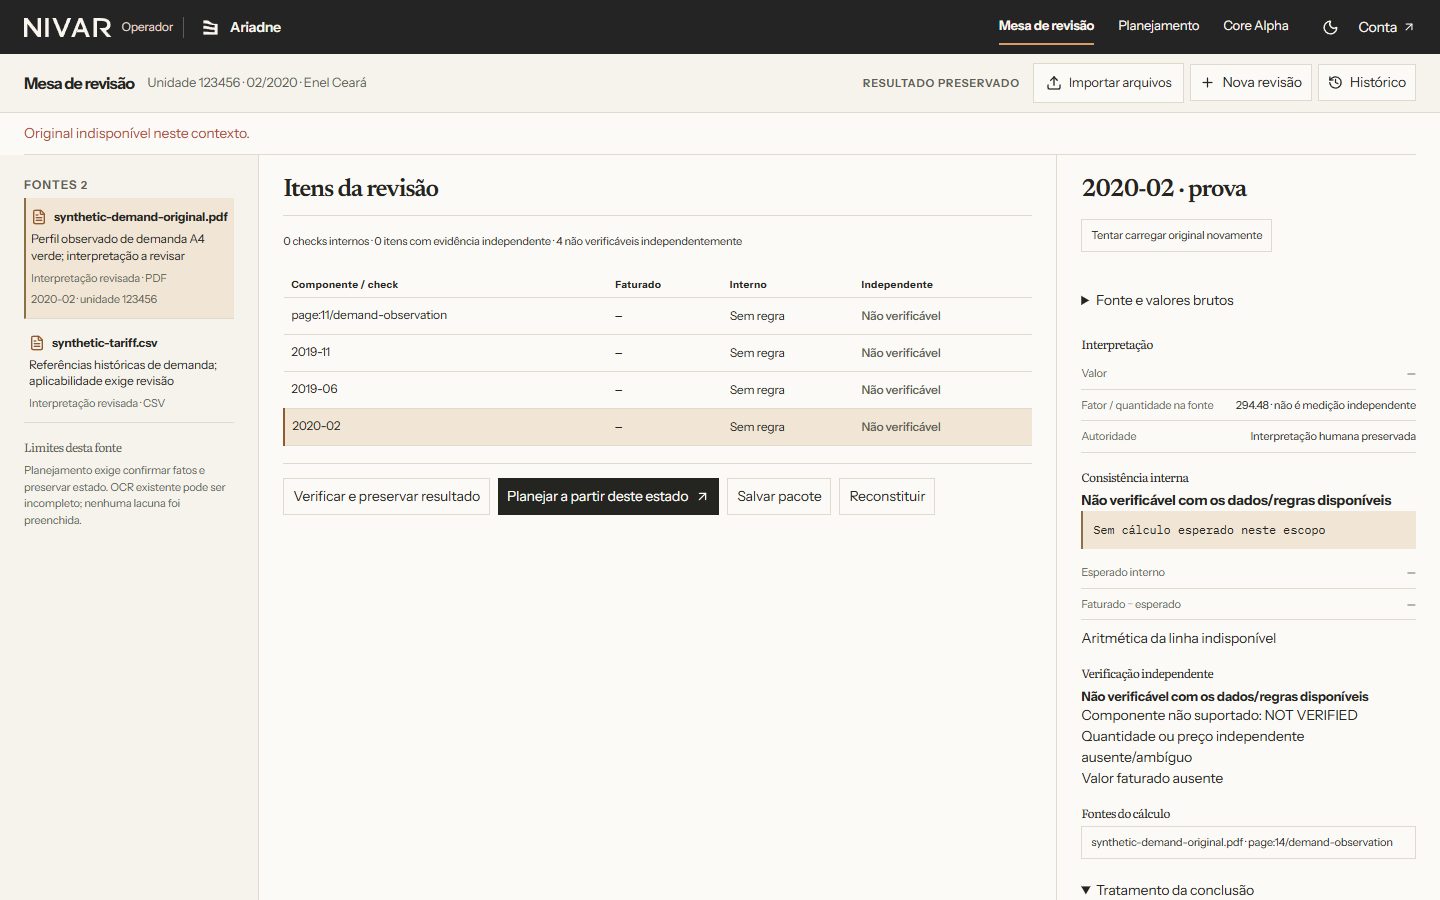 NIVAR Operador Ariadne Mesa de revisão Planejamento Core Alpha Conta ↗
Mesa de revisão Unidade 123456 · 02/2020 · Enel Ceará RESULTADO PRESERVADO Importar arquivos + Nova revisão Histórico
Original indisponível neste contexto.
FONTES 2
synthetic-demand-original.pdf
Perfil observado de demanda A4
verde; interpretação a revisar
Interpretação revisada · PDF
2020-02 · unidade 123456
synthetic-tariff.csv
Referências históricas de demanda;
aplicabilidade exige revisão
Interpretação revisada · CSV
Limites desta fonte
Planejamento exige confirmar fatos e
preservar estado. OCR existente pode ser
incompleto; nenhuma lacuna foi
preenchida.
Itens da revisão
0 checks internos · 0 itens com evidência independente · 4 não verificáveis independentemente
Componente / check Faturado Interno Independente
page:11/demand-observation – Sem regra Não verificável
2019-11 – Sem regra Não verificável
2019-06 – Sem regra Não verificável
2020-02 – Sem regra Não verificável
Verificar e preservar resultado Planejar a partir deste estado ↗ Salvar pacote Reconstituir
2020-02 · prova
Tentar carregar original novamente
▶ Fonte e valores brutos
Interpretação
Valor –
Fator / quantidade na fonte 294.48 · não é medição independente
Autoridade Interpretação humana preservada
Consistência interna
Não verificável com os dados/regras disponíveis
Sem cálculo esperado neste escopo
Esperado interno –
Faturado − esperado –
Aritmética da linha indisponível
Verificação independente
Não verificável com os dados/regras disponíveis
Componente não suportado: NOT VERIFIED
Quantidade ou preço independente
ausente/ambíguo
Valor faturado ausente
Fontes do cálculo
synthetic-demand-original.pdf · page:14/demand-observation
▼ Tratamento da conclusão